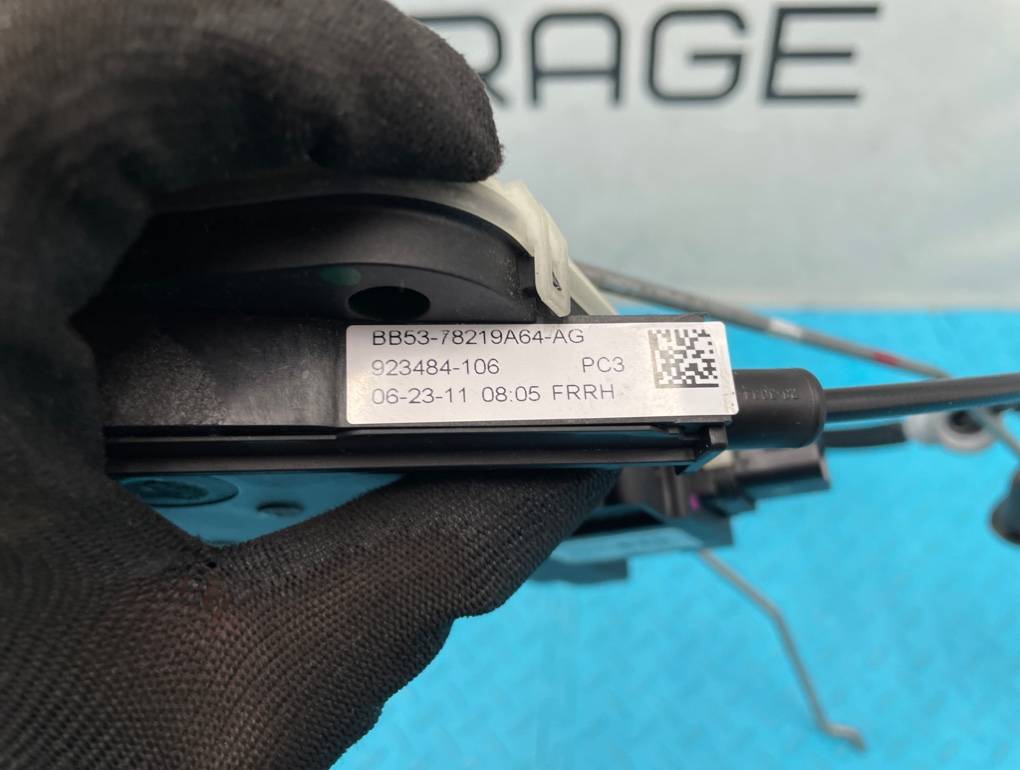 RAGE
BB53-78219A64-AG
923484-106 PC3
06-23-11 08:05 FRRH